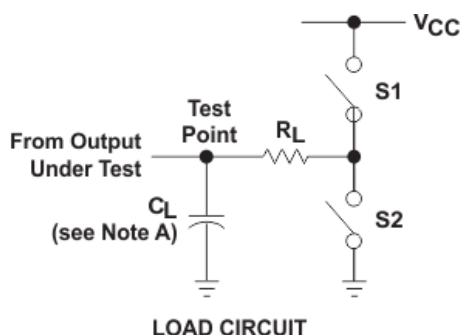 VCC
S1
Test
Point
RL
From Output
Under Test
CL
(see Note A)
S2
LOAD CIRCUIT